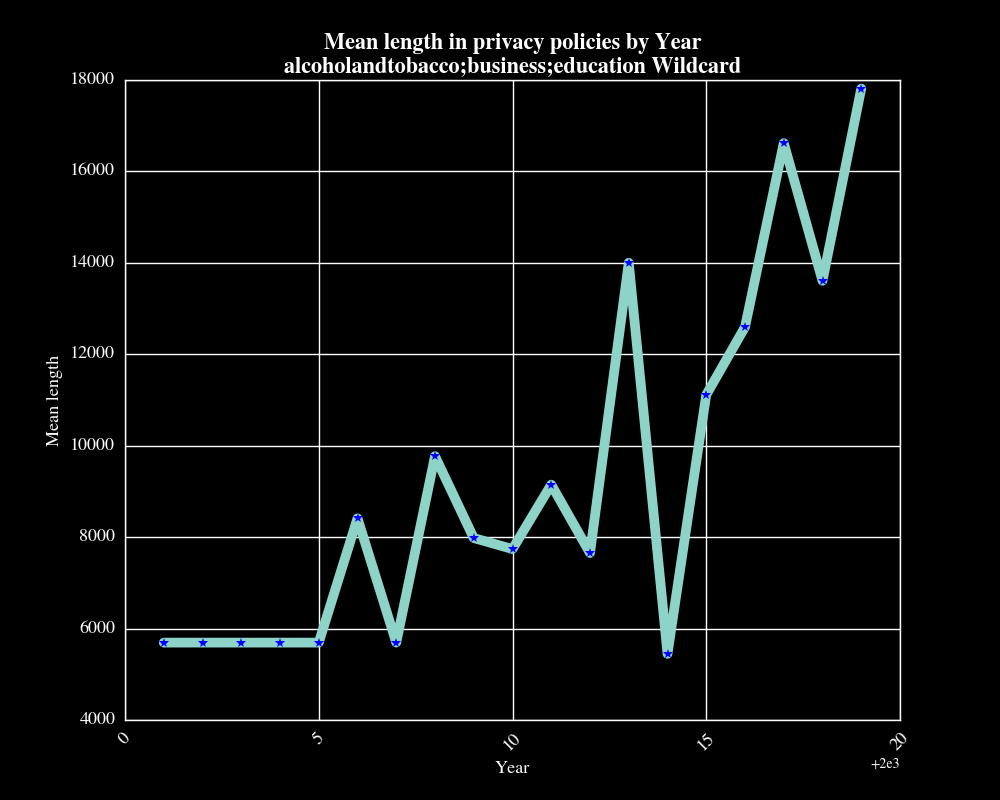 Mean length in privacy policies by Year
alcoholandtobacco;business;education Wildcard
18000
16000
14000
12000
10000
8000
6000
4000
Mean length
0
5
10
15
20
+2e3
Year